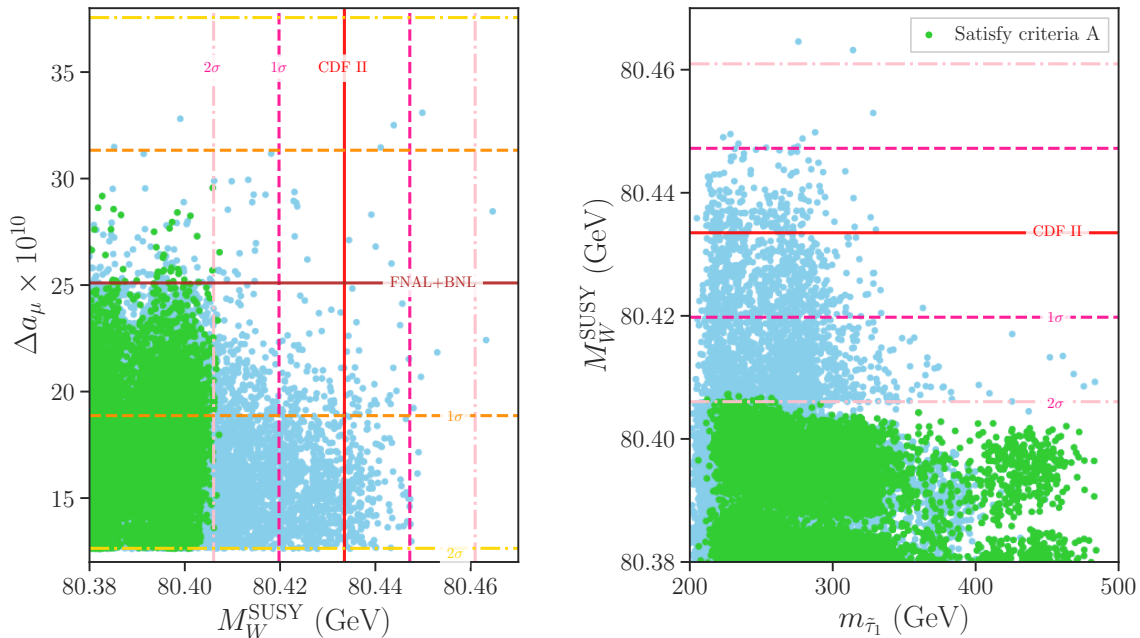 35
30
25
20
15
Δa_μ × 10^10
2σ
1σ
CDF II
FNAL+BNL
1σ
2σ
80.38
80.40
80.42
80.44
80.46
M_W^SUSY (GeV)
Satisfy criteria A
80.46
80.44
80.42
80.40
80.38
M_W^SUSY (GeV)
CDF II
1σ
2σ
200
300
400
500
m_τ̃1 (GeV)